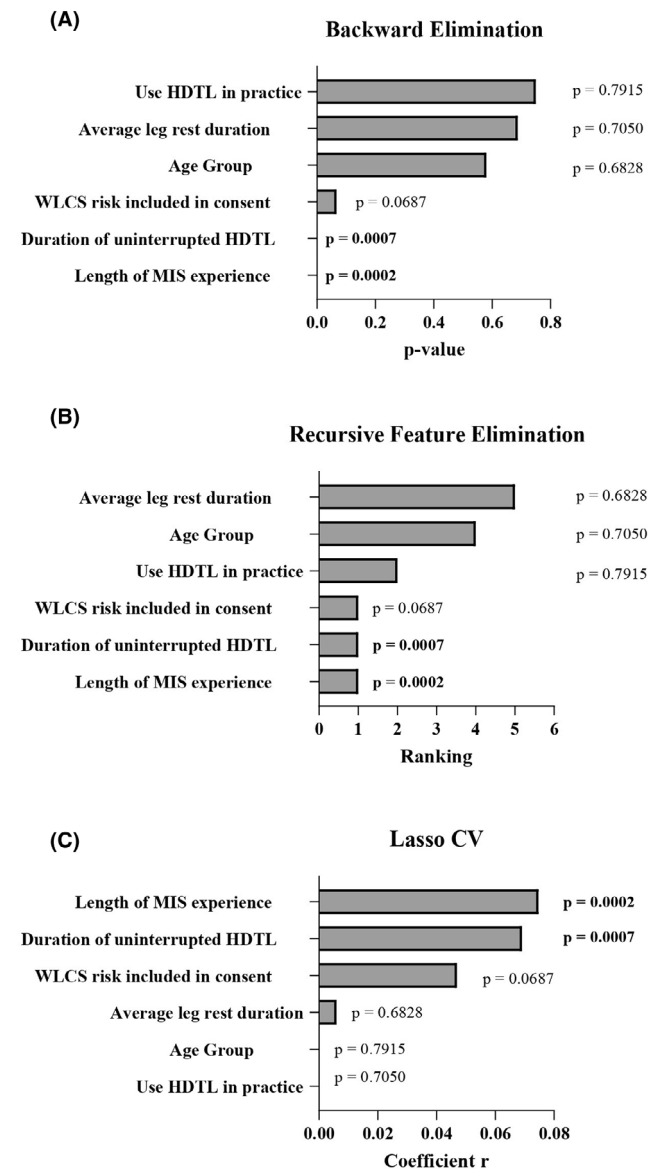 (A)
Backward Elimination
Use HDTL in practice p = 0.7915
Average leg rest duration p = 0.7050
Age Group p = 0.6828
WLCS risk included in consent p = 0.0687
Duration of uninterrupted HDTL p = 0.0007
Length of MIS experience p = 0.0002
0.0 0.2 0.4 0.6 0.8
p-value
(B)
Recursive Feature Elimination
Average leg rest duration p = 0.6828
Age Group p = 0.7050
Use HDTL in practice p = 0.7915
WLCS risk included in consent p = 0.0687
Duration of uninterrupted HDTL p = 0.0007
Length of MIS experience p = 0.0002
0 1 2 3 4 5 6
Ranking
(C)
Lasso CV
Length of MIS experience p = 0.0002
Duration of uninterrupted HDTL p = 0.0007
WLCS risk included in consent p = 0.0687
Average leg rest duration p = 0.6828
Age Group p = 0.7915
Use HDTL in practice p = 0.7050
0.00 0.02 0.04 0.06 0.08
Coefficient r